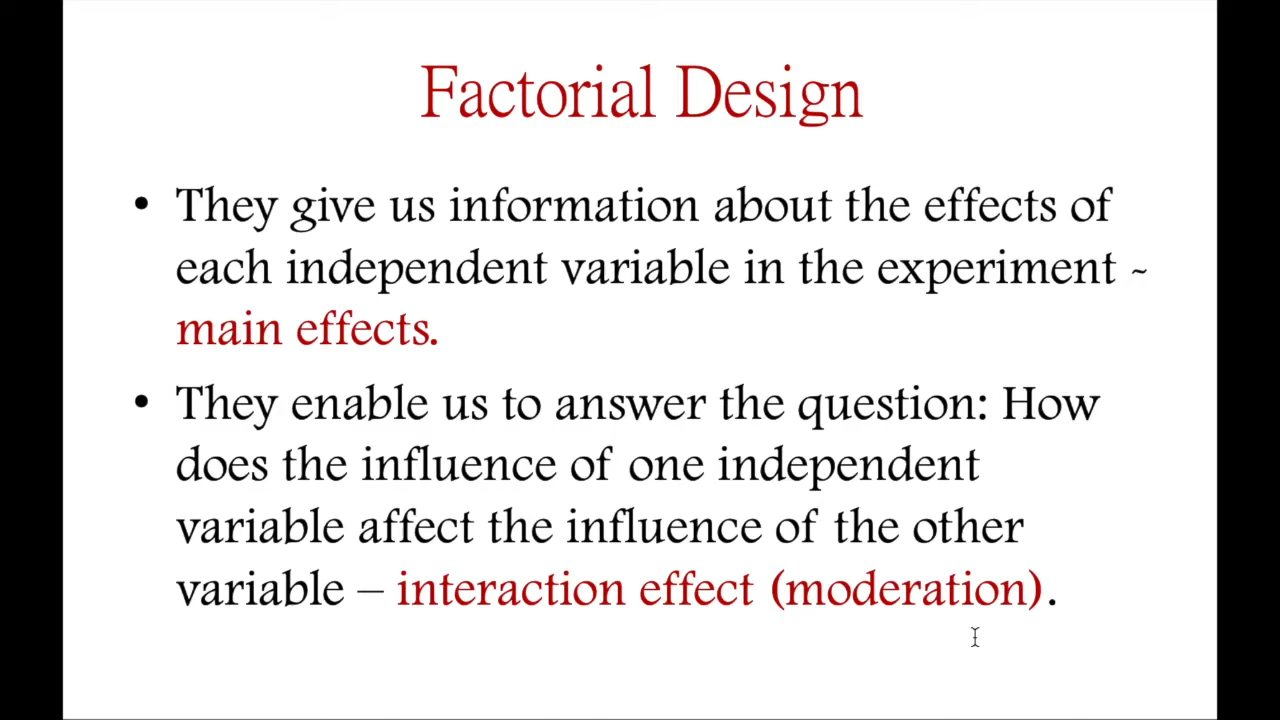 Factorial Design
• They give us information about the effects of
each independent variable in the experiment -
main effects.
• They enable us to answer the question: How
does the influence of one independent
variable affect the influence of the other
variable – interaction effect (moderation).